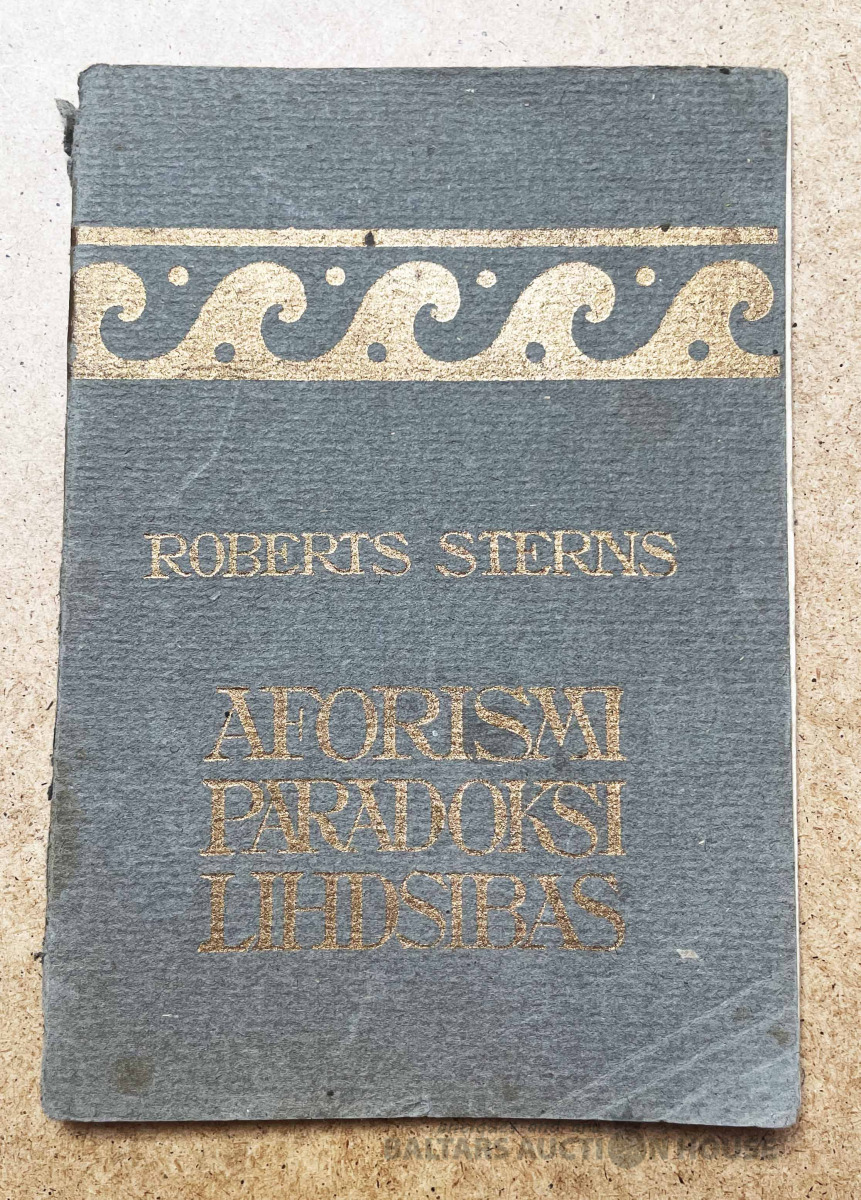 ROBERTS STERNS
AFORISMI
PARADOKSI
LIHDSIBAS
BALTARS AUCTION HOUSE